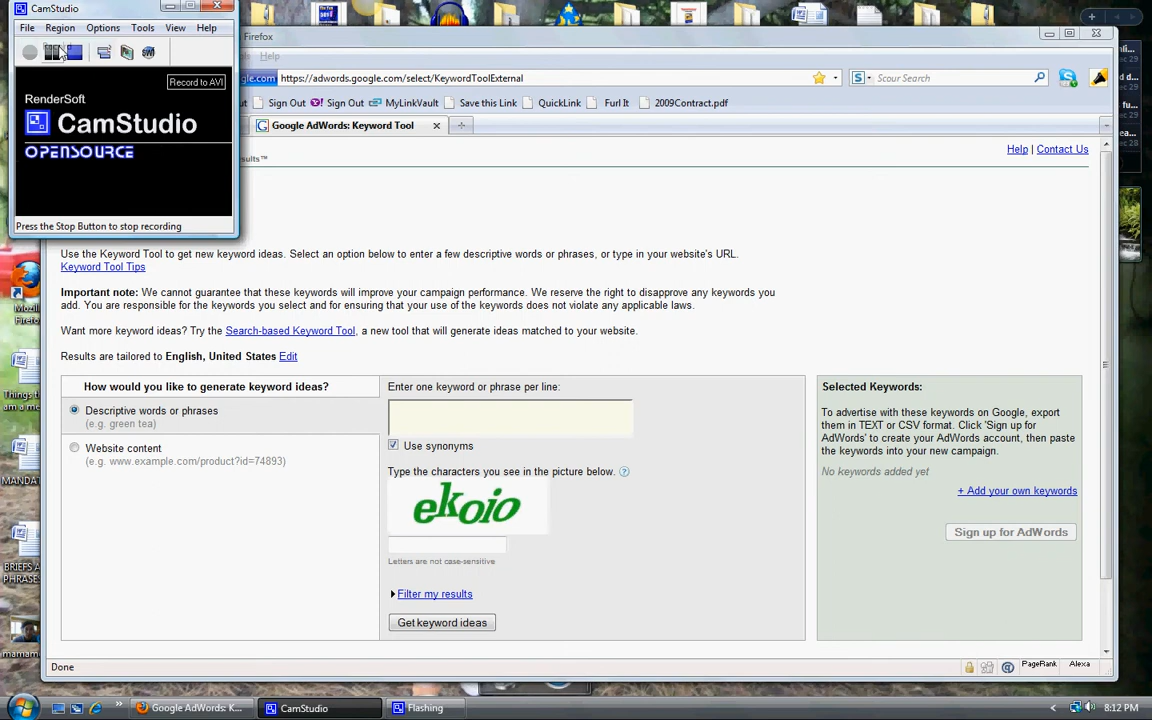 CamStudio
File Region Options Tools View Help
Record to AVI
RenderSoft
CamStudio
OPENSOURCE
Press the Stop Button to stop recording
Firefox
Help
https://adwords.google.com/select/KeywordToolExternal
Scour Search
Sign Out Sign Out MyLinkVault Save this Link QuickLink Furl It 2009Contract.pdf
Google AdWords: Keyword Tool
Help | Contact Us
Use the Keyword Tool to get new keyword ideas. Select an option below to enter a few descriptive words or phrases, or type in your website's URL.
Keyword Tool Tips
Important note: We cannot guarantee that these keywords will improve your campaign performance. We reserve the right to disapprove any keywords you
add. You are responsible for the keywords you select and for ensuring that your use of the keywords does not violate any applicable laws.
Want more keyword ideas? Try the Search-based Keyword Tool, a new tool that will generate ideas matched to your website.
Results are tailored to English, United States Edit
How would you like to generate keyword ideas?
Descriptive words or phrases
(e.g. green tea)
Website content
(e.g. www.example.com/product?id=74893)
Enter one keyword or phrase per line:
Use synonyms
Type the characters you see in the picture below.
ekoio
Letters are not case-sensitive
Filter my results
Get keyword ideas
Selected Keywords:
To advertise with these keywords on Google, export
them in TEXT or CSV format. Click 'Sign up for
AdWords' to create your AdWords account, then paste
the keywords into your new campaign.
No keywords added yet
+ Add your own keywords
Sign up for AdWords
Done
PageRank Alexa
Google AdWords: K... CamStudio Flashing
8:12 PM